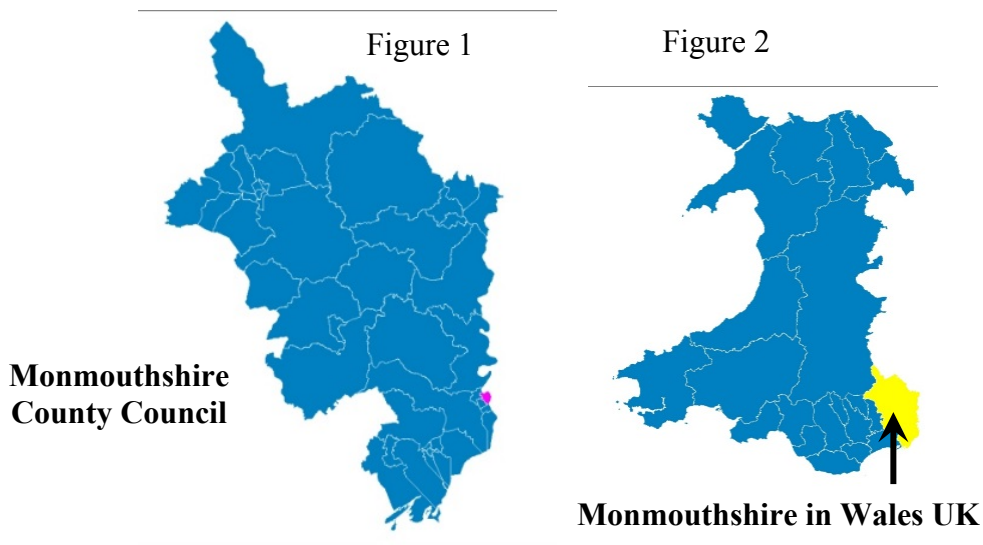 Figure 1
Figure 2
Monmouthshire
County Council
Monmouthshire in Wales UK